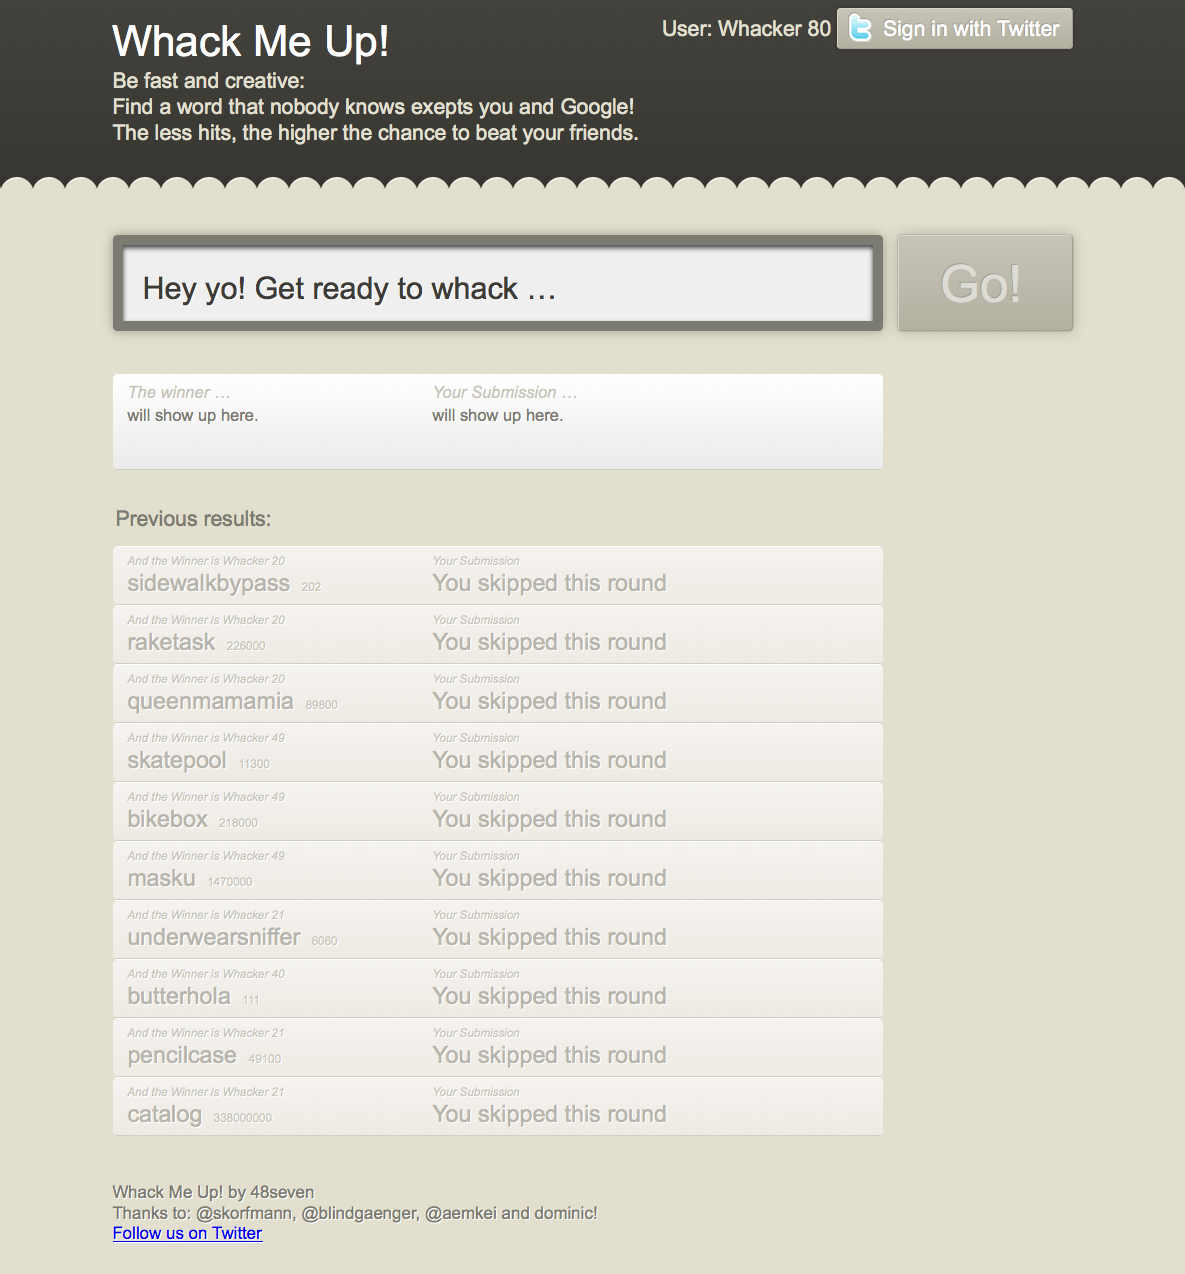 Whack Me Up!
User: Whacker 80
Sign in with Twitter
Be fast and creative:
Find a word that nobody knows exepts you and Google!
The less hits, the higher the chance to beat your friends.
Hey yo! Get ready to whack …
Go!
The winner … Your Submission …
will show up here. will show up here.
Previous results:
And the Winner is Whacker 20 Your Submission
sidewalkbypass 202 You skipped this round
And the Winner is Whacker 20 Your Submission
raketask 226000 You skipped this round
And the Winner is Whacker 20 Your Submission
queenmamamia 89800 You skipped this round
And the Winner is Whacker 49 Your Submission
skatepool 11300 You skipped this round
And the Winner is Whacker 49 Your Submission
bikebox 218000 You skipped this round
And the Winner is Whacker 49 Your Submission
masku 1470000 You skipped this round
And the Winner is Whacker 21 Your Submission
underwearsniffer 6060 You skipped this round
And the Winner is Whacker 40 Your Submission
butterhola 111 You skipped this round
And the Winner is Whacker 21 Your Submission
pencilcase 49100 You skipped this round
And the Winner is Whacker 21 Your Submission
catalog 338000000 You skipped this round
Whack Me Up! by 48seven
Thanks to: @skorfmann, @blindgaenger, @aemkei and dominic!
Follow us on Twitter